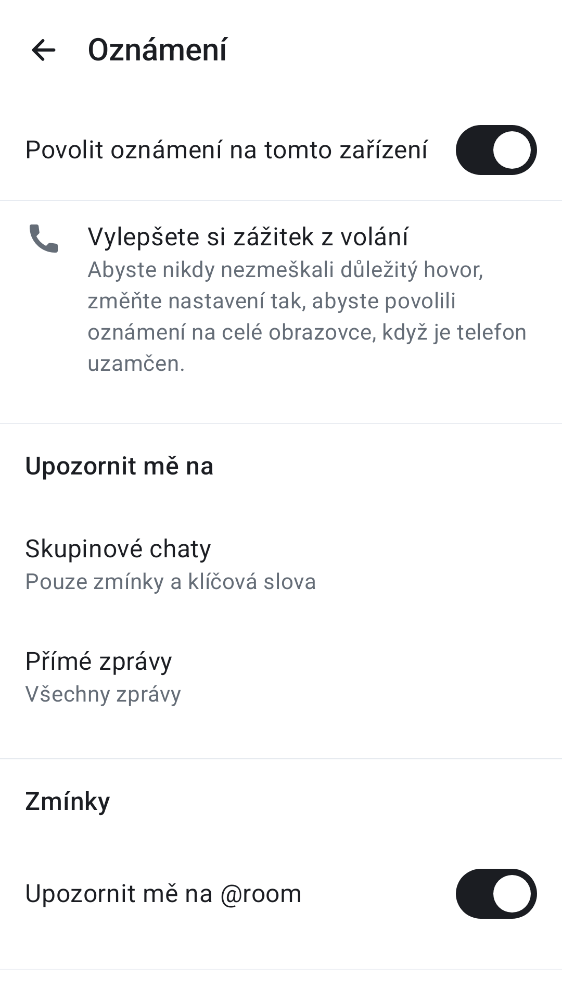 Oznámení
Povolit oznámení na tomto zařízení
Vylepšete si zážitek z volání
Abyste nikdy nezmeškali důležitý hovor,
změňte nastavení tak, abyste povolili
oznámení na celé obrazovce, když je telefon
uzamčen.
Upozornit mě na
Skupinové chaty
Pouze zmínky a klíčová slova
Přímé zprávy
Všechny zprávy
Zmínky
Upozornit mě na @room